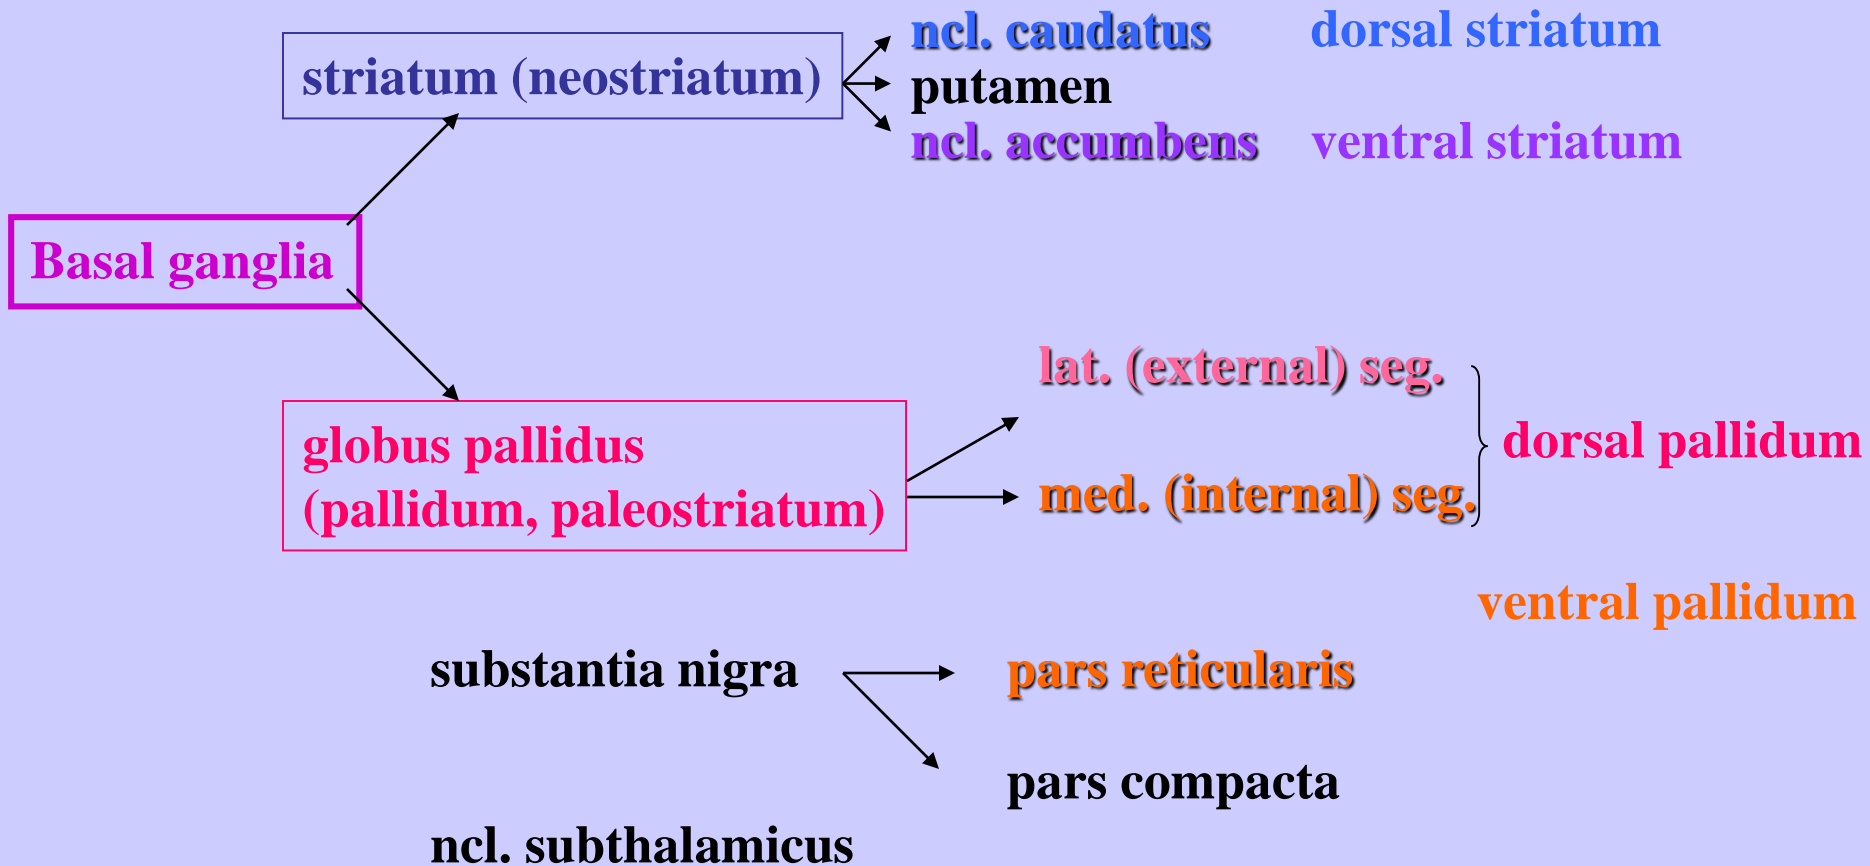 ncl. caudatus dorsal striatum
striatum (neostriatum)
putamen
ncl. accumbens ventral striatum
Basal ganglia
lat. (external) seg.
globus pallidus
dorsal pallidum
med. (internal) seg.
(pallidum, paleostriatum)
ventral pallidum
substantia nigra pars reticularis
pars compacta
ncl. subthalamicus